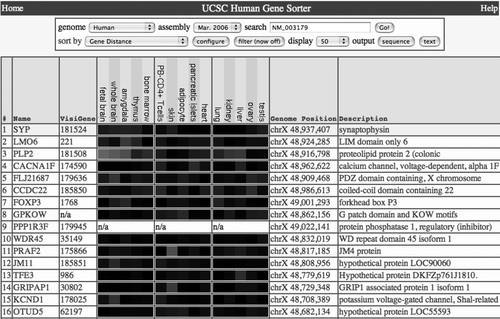 Home UCSC Human Gene Sorter Help
genome Human assembly Mar. 2006 search NM_003179 Go!
sort by Gene Distance configure filter (now off) display 50 output sequence text
# Name VisiGene fetal brain whole brain amygdala thymus bone marrow PB-CD4+ Tcells skin adipocyte pancreatic islets heart lung kidney liver ovary testis Genome Position Description
1 SYP 181524 chrX 48,937,407 synaptophysin
2 LMO6 221 chrX 48,924,285 LIM domain only 6
3 PLP2 181508 chrX 48,916,798 proteolipid protein 2 (colonic
4 CACNA1F 174590 chrX 48,962,622 calcium channel, voltage-dependent, alpha 1F
5 FLJ21687 179636 chrX 48,909,468 PDZ domain containing, X chromosome
6 CCDC22 185850 chrX 48,986,613 coiled-coil domain containing 22
7 FOXP3 1768 chrX 49,001,293 forkhead box P3
8 GPKOW n/a chrX 48,862,156 G patch domain and KOW motifs
9 PPP1R3F 179945 n/a n/a n/a chrX 49,022,141 protein phosphatase 1, regulatory (inhibitor)
10 WDR45 35149 chrX 48,832,019 WD repeat domain 45 isoform 1
11 PRAF2 175866 chrX 48,817,185 JM4 protein
12 JM11 185851 chrX 48,808,956 hypothetical protein LOC90060
13 TFE3 986 chrX 48,779,619 Hypothetical protein DKFZp761J1810.
14 GRIPAP1 30802 chrX 48,729,348 GRIP1 associated protein 1 isoform 1
15 KCND1 178025 chrX 48,708,389 potassium voltage-gated channel, Shal-related
16 OTUD5 62197 chrX 48,682,134 hypothetical protein LOC55593